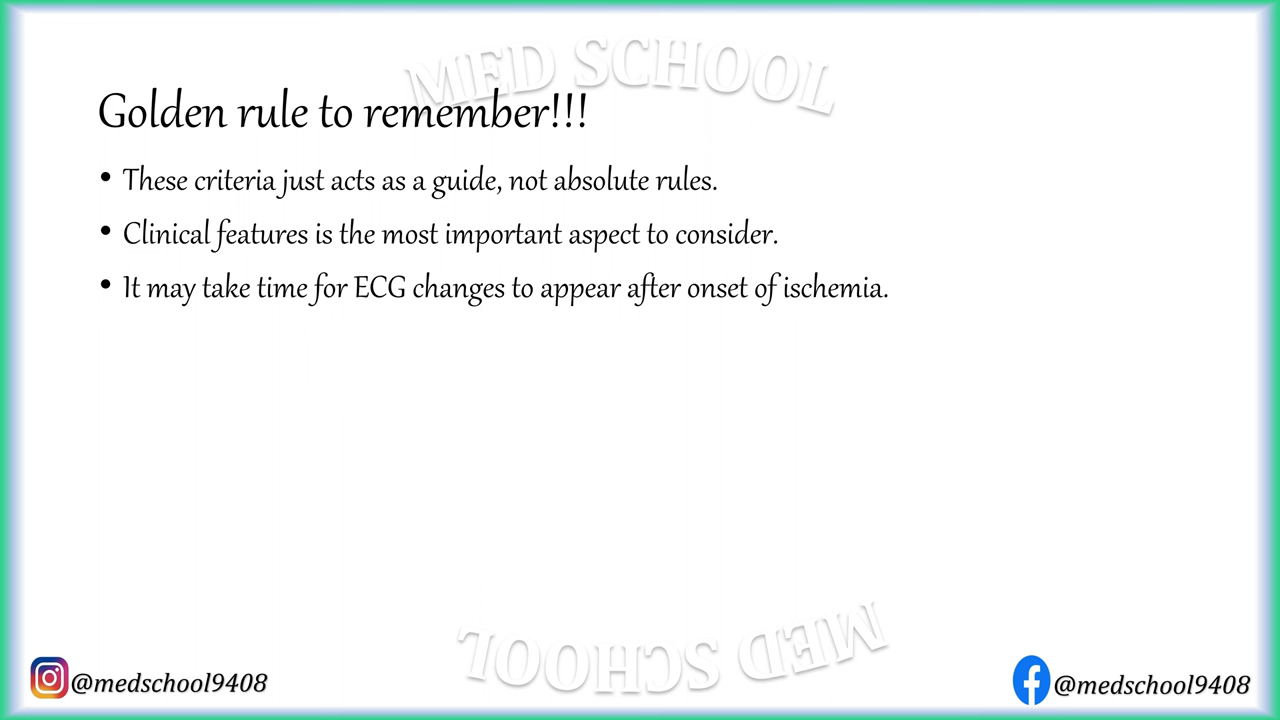 MED SCHOOL
Golden rule to remember!!!
• These criteria just acts as a guide, not absolute rules.
• Clinical features is the most important aspect to consider.
• It may take time for ECG changes to appear after onset of ischemia.
MED SCHOOL
@medschool9408
@medschool9408